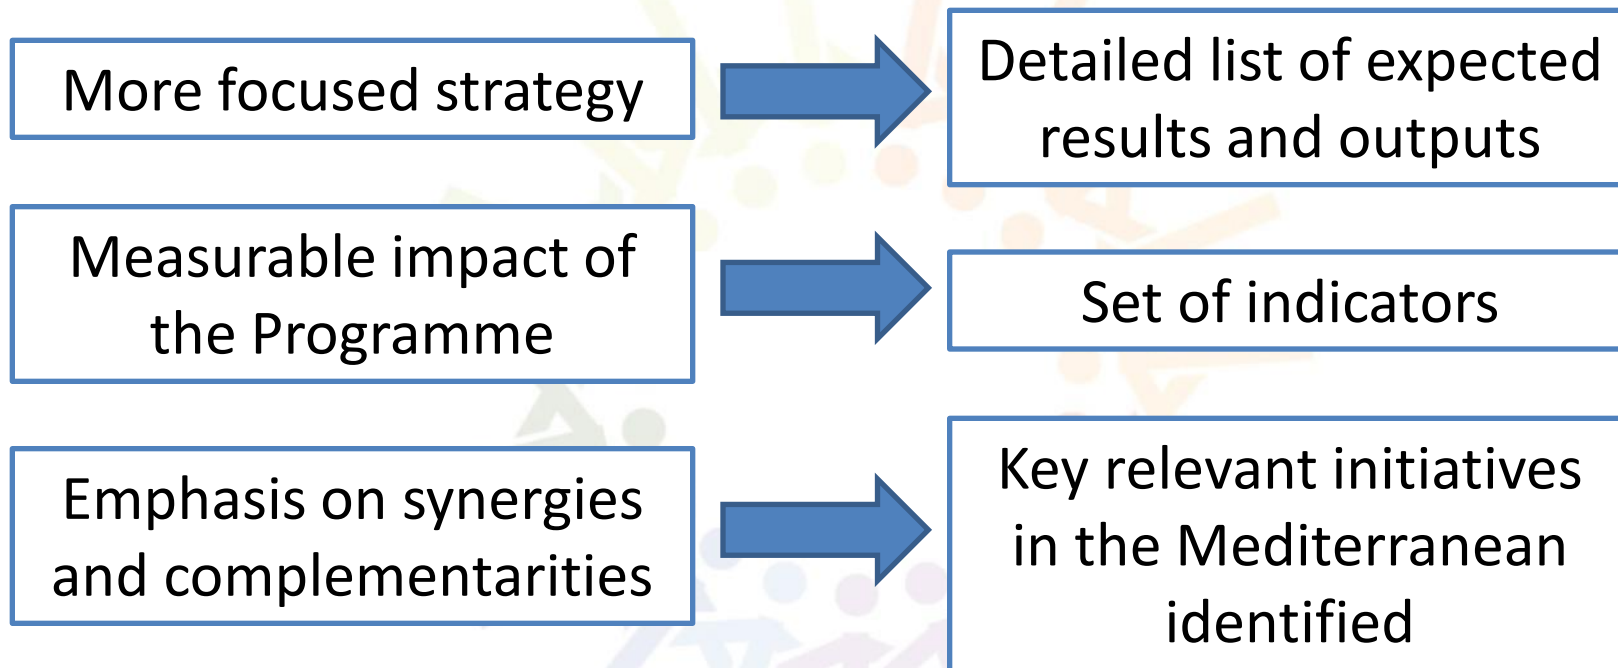 More focused strategy
Detailed list of expected
results and outputs
Measurable impact of
the Programme
Set of indicators
Emphasis on synergies
and complementarities
Key relevant initiatives
in the Mediterranean
identified